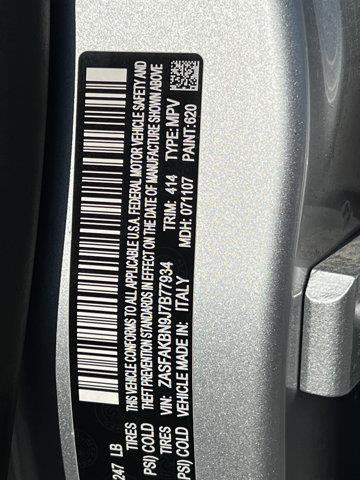 247 LB
TIRES
PSI) COLD
TIRES
PSI) COLD
THIS VEHICLE CONFORMS TO ALL APPLICABLE U.S.A. FEDERAL MOTOR VEHICLE SAFETY AND
THEFT PREVENTION STANDARDS IN EFFECT ON THE DATE OF MANUFACTURE SHOWN ABOVE
VIN: ZASFAKBN9J7B77934 TRIM: 414 TYPE: MPV
VEHICLE MADE IN: ITALY MDH: 071107 PAINT: 620